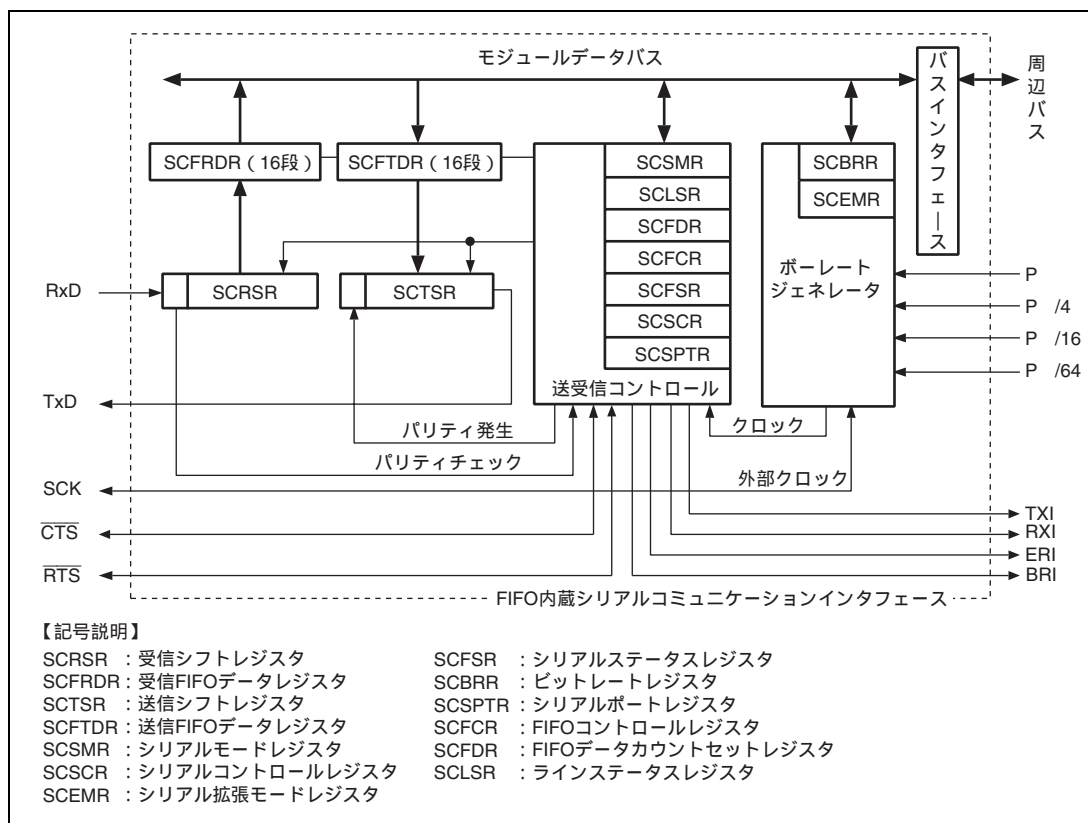 モジュールデータバス
バスインタフェース
周辺バス
SCFRDR(16段)
SCFTDR(16段)
SCSMR
SCLSR
SCFDR
SCFCR
SCFSR
SCSCR
SCSPTR
送受信コントロール
SCBRR
SCEMR
ボーレート
ジェネレータ
RxD
SCRSR
SCTSR
P
P /4
P /16
P /64
TxD
パリティ発生
パリティチェック
クロック
外部クロック
SCK
CTS
RTS
TXI
RXI
ERI
BRI
FIFO内蔵シリアルコミュニケーションインタフェース
【記号説明】
SCRSR :受信シフトレジスタ
SCFRDR:受信FIFOデータレジスタ
SCTSR :送信シフトレジスタ
SCFTDR:送信FIFOデータレジスタ
SCSMR :シリアルモードレジスタ
SCSCR :シリアルコントロールレジスタ
SCEMR :シリアル拡張モードレジスタ
SCFSR :シリアルステータスレジスタ
SCBRR :ビットレートレジスタ
SCSPTR:シリアルポートレジスタ
SCFCR :FIFOコントロールレジスタ
SCFDR :FIFOデータカウントセットレジスタ
SCLSR :ラインステータスレジスタ